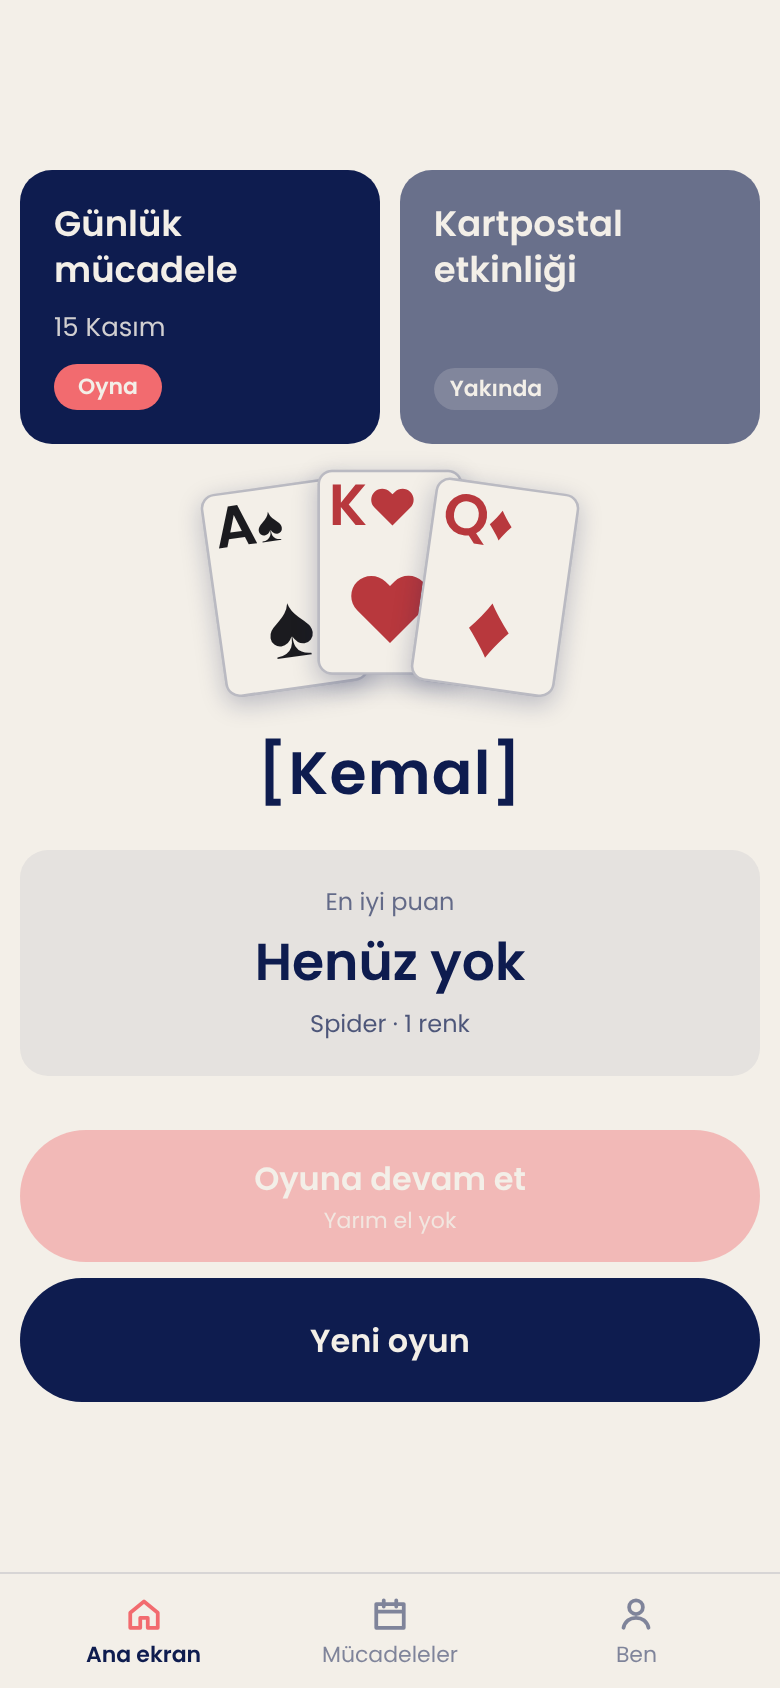 Günlük
mücadele
15 Kasım
Oyna
Kartpostal
etkinliği
Yakında
A♠
K♥
Q♦
[Kemal]
En iyi puan
Henüz yok
Spider · 1 renk
Oyuna devam et
Yarım el yok
Yeni oyun
Ana ekran
Mücadeleler
Ben